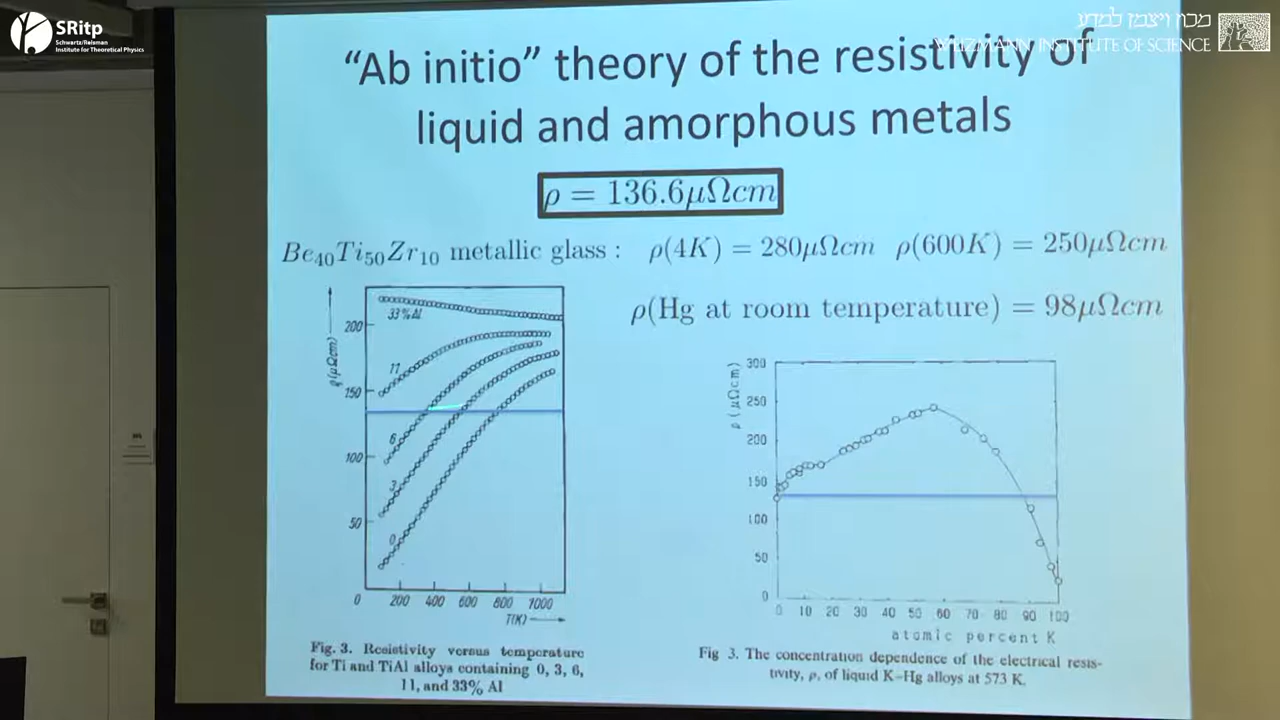 SRitp
Schwartz/Reisman
Institute for Theoretical Physics
מכון ויצמן למדע
WEIZMANN INSTITUTE OF SCIENCE
“Ab initio” theory of the resistivity of
liquid and amorphous metals
ρ = 136.6μΩcm
Be₄₀Ti₅₀Zr₁₀ metallic glass : ρ(4K) = 280μΩcm ρ(600K) = 250μΩcm
ρ(Hg at room temperature) = 98μΩcm
ϱ(μΩcm)
200
150
100
50
0
33%Al
11
6
3
0
200 400 600 800 1000
T(K)
Fig. 3. Resistivity versus temperature
for Ti and TiAl alloys containing 0, 3, 6,
11, and 33% Al
ρ (μΩcm)
300
250
200
150
100
50
0
0 10 20 30 40 50 60 70 80 90 100
atomic percent K
Fig 3. The concentration dependence of the electrical resis-
tivity, ρ, of liquid K–Hg alloys at 573 K.